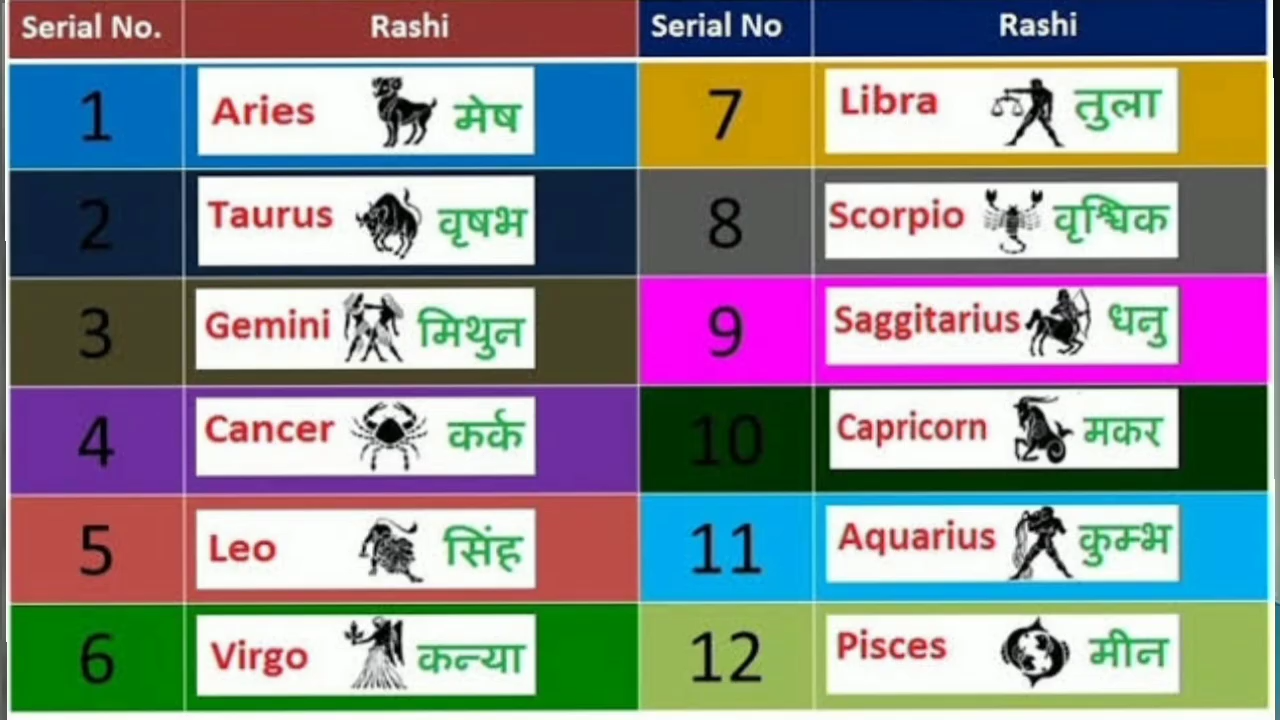 Serial No. Rashi Serial No Rashi
1 Aries मेष 7 Libra तुला
2 Taurus वृषभ 8 Scorpio वृश्चिक
3 Gemini मिथुन 9 Saggitarius धनु
4 Cancer कर्क 10 Capricorn मकर
5 Leo सिंह 11 Aquarius कुम्भ
6 Virgo कन्या 12 Pisces मीन